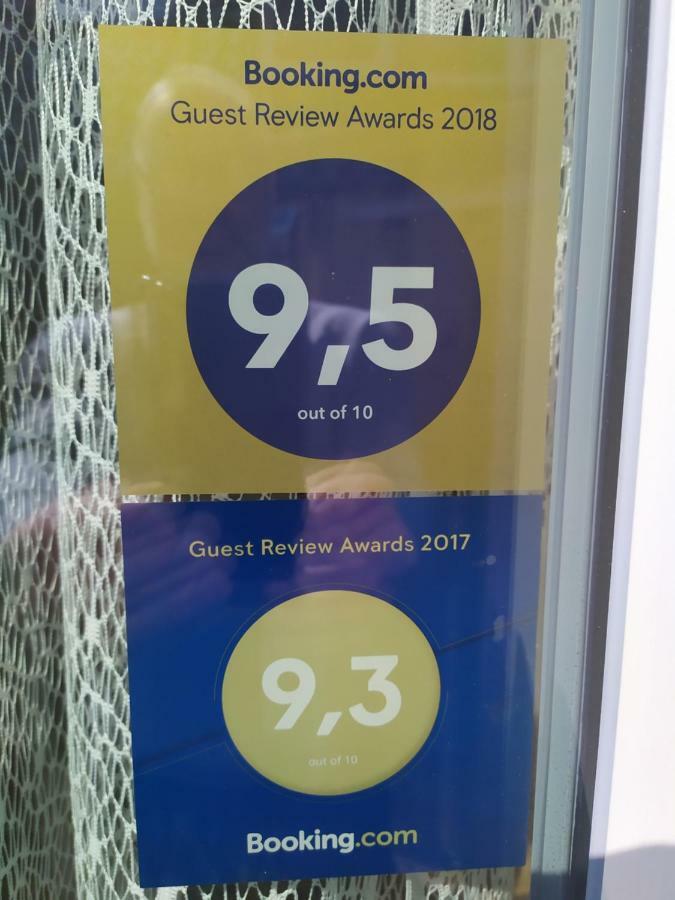 Booking.com
Guest Review Awards 2018
9,5
out of 10
Guest Review Awards 2017
9,3
out of 10
Booking.com